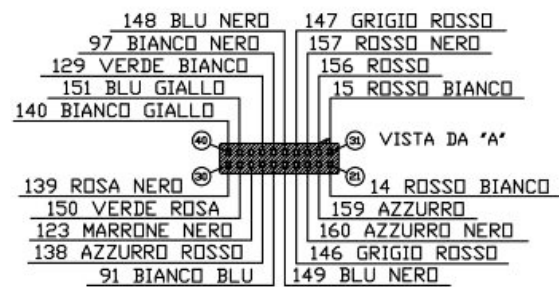 148 BLU NERO 147 GRIGIO ROSSO
97 BIANCO NERO 157 ROSSO NERO
129 VERDE BIANCO 156 ROSSO
151 BLU GIALLO 15 ROSSO BIANCO
140 BIANCO GIALLO
40 31 VISTA DA "A"
30 21
139 ROSA NERO 14 ROSSO BIANCO
150 VERDE ROSA 159 AZZURRO
123 MARRONE NERO 160 AZZURRO NERO
138 AZZURRO ROSSO 146 GRIGIO ROSSO
91 BIANCO BLU 149 BLU NERO